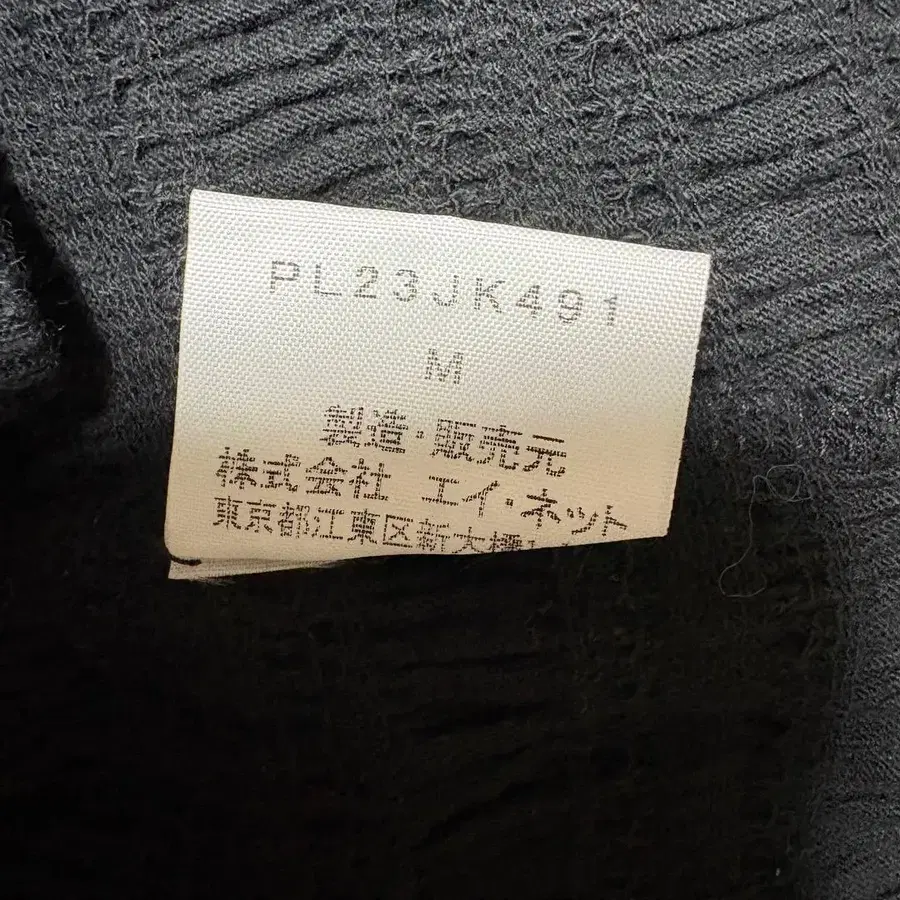 PL23JK491
M
製造・販売元
株式会社 エイ・ネット
東京都江東区新大橋